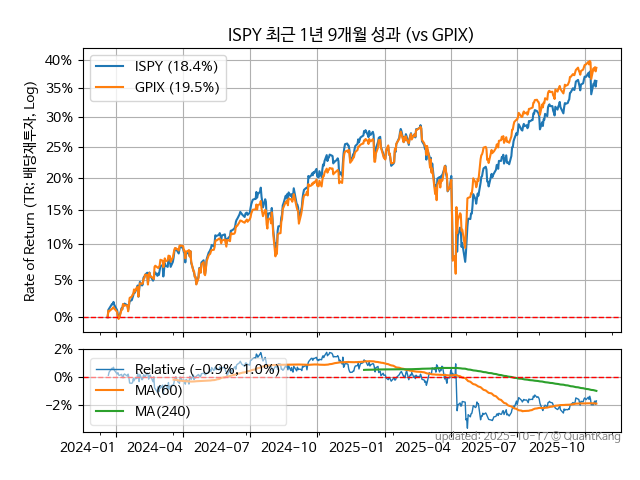 ISPY 최근 1년 9개월 성과 (vs GPIX)
Rate of Return (TR: 배당재투자, Log)
40%
35%
30%
25%
20%
15%
10%
5%
0%
ISPY (18.4%)
GPIX (19.5%)
2%
0%
−2%
Relative (−0.9%, 1.0%)
MA(60)
MA(240)
updated: 2025-10-17 © QuantKang
2024-01 2024-04 2024-07 2024-10 2025-01 2025-04 2025-07 2025-10